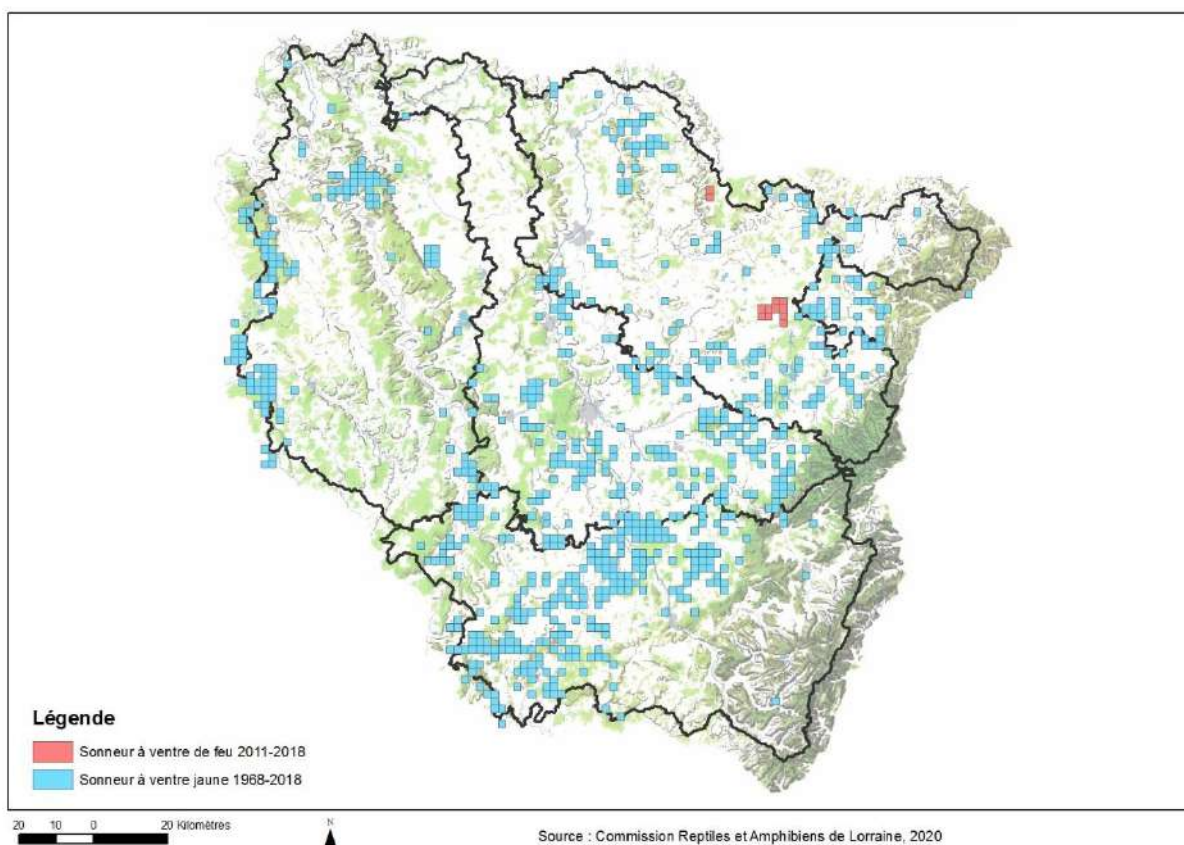 Légende
Sonneur à ventre de feu 2011-2018
Sonneur à ventre jaune 1968-2018
20 10 0 20 Kilomètres
N
Source : Commission Reptiles et Amphibiens de Lorraine, 2020